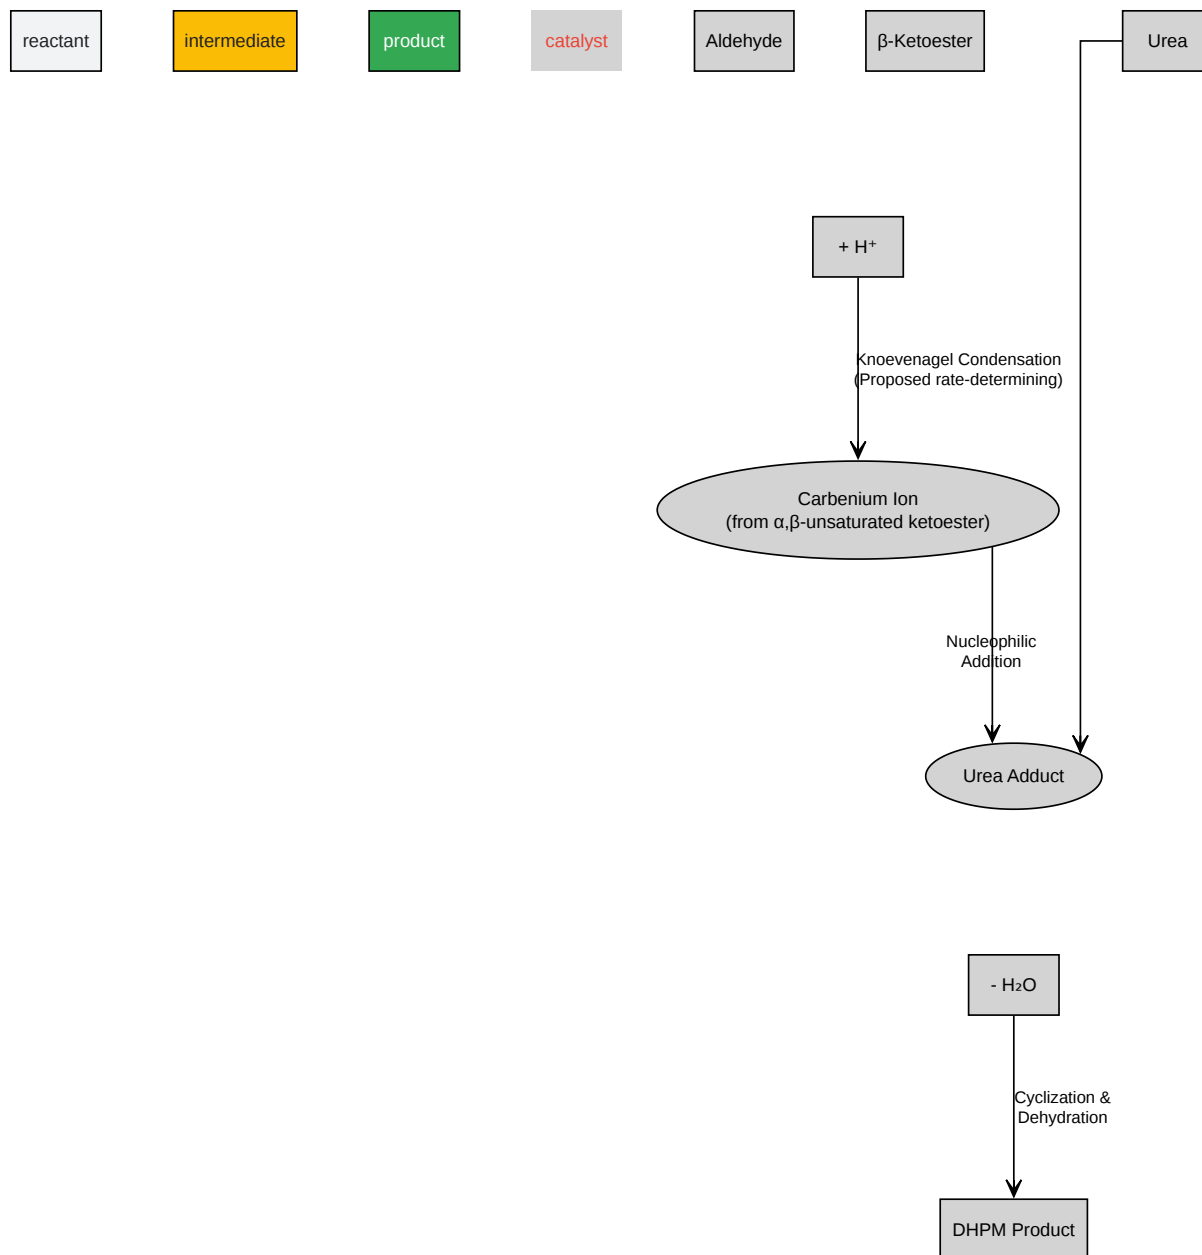 reactant
intermediate
product
catalyst
Aldehyde
β-Ketoester
Urea
+ H⁺
Knoevenagel Condensation
(Proposed rate-determining)
Carbenium Ion
(from α,β-unsaturated ketoester)
Nucleophilic
Addition
Urea Adduct
- H₂O
Cyclization &
Dehydration
DHPM Product